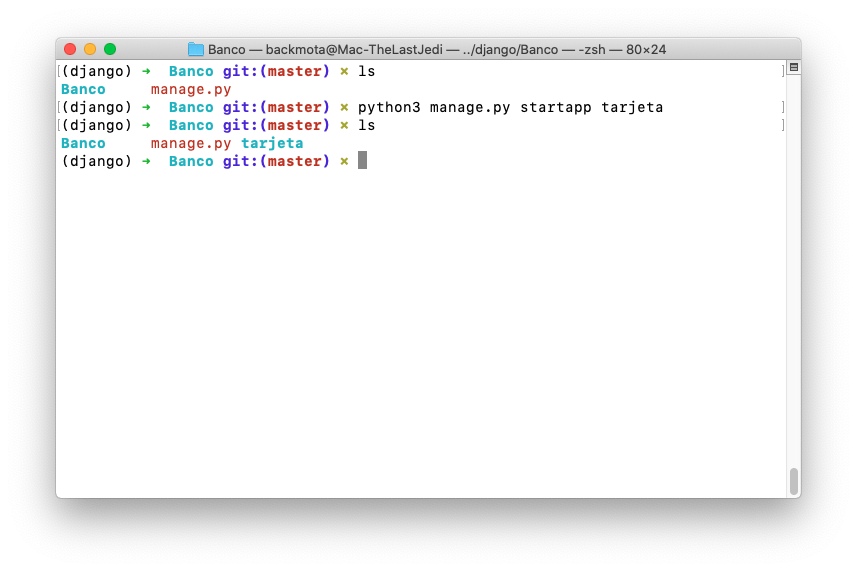 Banco — backmota@Mac-TheLastJedi — ../django/Banco — -zsh — 80×24
[(django) ➜  Banco git:(master) ✗ ls ]
Banco     manage.py
[(django) ➜  Banco git:(master) ✗ python3 manage.py startapp tarjeta ]
[(django) ➜  Banco git:(master) ✗ ls ]
Banco     manage.py tarjeta
(django) ➜  Banco git:(master) ✗